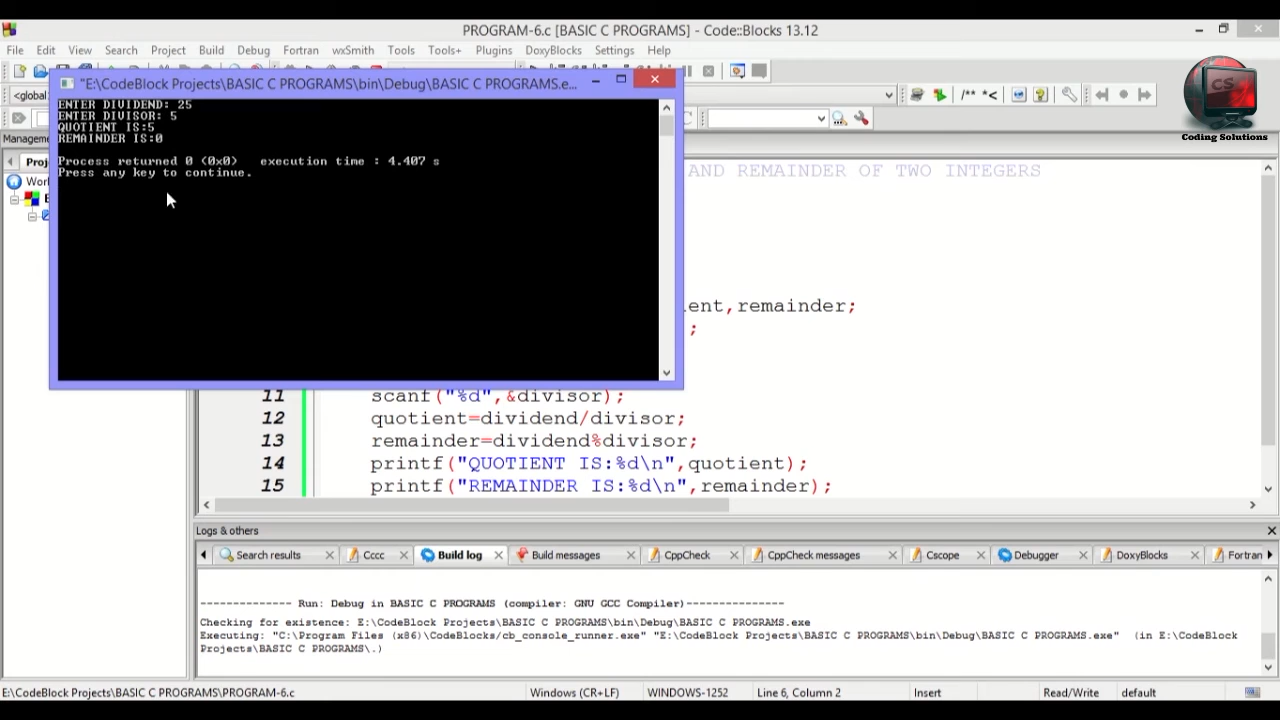 PROGRAM-6.c [BASIC C PROGRAMS] - Code::Blocks 13.12
File Edit View Search Project Build Debug Fortran wxSmith Tools Tools+ Plugins DoxyBlocks Settings Help
"E:\CodeBlock Projects\BASIC C PROGRAMS\bin\Debug\BASIC C PROGRAMS.e...
<global
/** *<
CS
Coding Solutions
ENTER DIVIDEND: 25
ENTER DIVISOR: 5
QUOTIENT IS:5
REMAINDER IS:0
Process returned 0 (0x0) execution time : 4.407 s
Press any key to continue.
Manageme
Proj
Worl
AND REMAINDER OF TWO INTEGERS
ent,remainder;
;
11 scanf("%d",&divisor);
12 quotient=dividend/divisor;
13 remainder=dividend%divisor;
14 printf("QUOTIENT IS:%d\n",quotient);
15 printf("REMAINDER IS:%d\n",remainder);
Logs & others
Search results Cccc Build log Build messages CppCheck CppCheck messages Cscope Debugger DoxyBlocks Fortran
-------------- Run: Debug in BASIC C PROGRAMS (compiler: GNU GCC Compiler)---------------
Checking for existence: E:\CodeBlock Projects\BASIC C PROGRAMS\bin\Debug\BASIC C PROGRAMS.exe
Executing: "C:\Program Files (x86)\CodeBlocks/cb_console_runner.exe" "E:\CodeBlock Projects\BASIC C PROGRAMS\bin\Debug\BASIC C PROGRAMS.exe" (in E:\CodeBlock
Projects\BASIC C PROGRAMS\.)
E:\CodeBlock Projects\BASIC C PROGRAMS\PROGRAM-6.c Windows (CR+LF) WINDOWS-1252 Line 6, Column 2 Insert Read/Write default